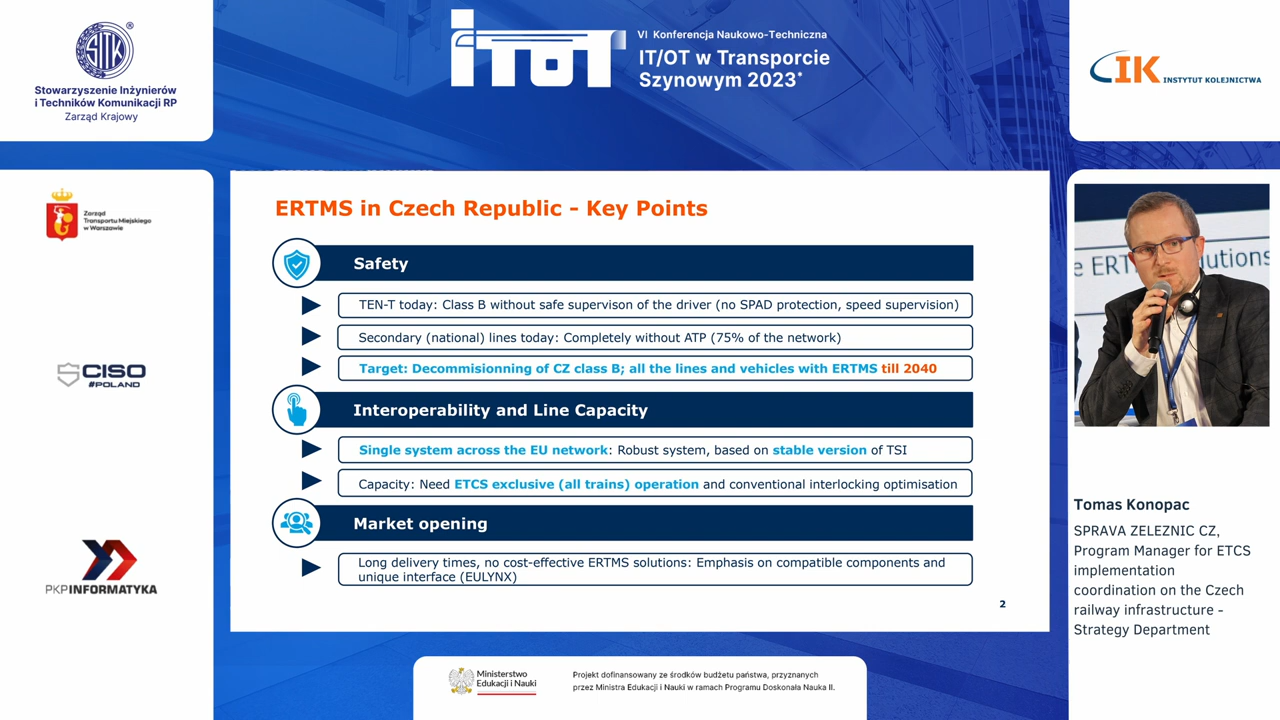 SITK
®
Stowarzyszenie Inżynierów
i Techników Komunikacji RP
Zarząd Krajowy
iTOT
VI Konferencja Naukowo-Techniczna
IT/OT w Transporcie
Szynowym 2023*
IK INSTYTUT KOLEJNICTWA
Zarząd
Transportu Miejskiego
w Warszawie
CISO
#POLAND
PKP INFORMATYKA
ERTMS in Czech Republic - Key Points
Safety
TEN-T today: Class B without safe supervison of the driver (no SPAD protection, speed supervision)
Secondary (national) lines today: Completely without ATP (75% of the network)
Target: Decommisionning of CZ class B; all the lines and vehicles with ERTMS till 2040
Interoperability and Line Capacity
Single system across the EU network: Robust system, based on stable version of TSI
Capacity: Need ETCS exclusive (all trains) operation and conventional interlocking optimisation
Market opening
Long delivery times, no cost-effective ERTMS solutions: Emphasis on compatible components and
unique interface (EULYNX)
2
Tomas Konopac
SPRAVA ZELEZNIC CZ,
Program Manager for ETCS
implementation
coordination on the Czech
railway infrastructure -
Strategy Department
Ministerstwo
Edukacji i Nauki
Projekt dofinansowany ze środków budżetu państwa, przyznanych
przez Ministra Edukacji i Nauki w ramach Programu Doskonała Nauka II.